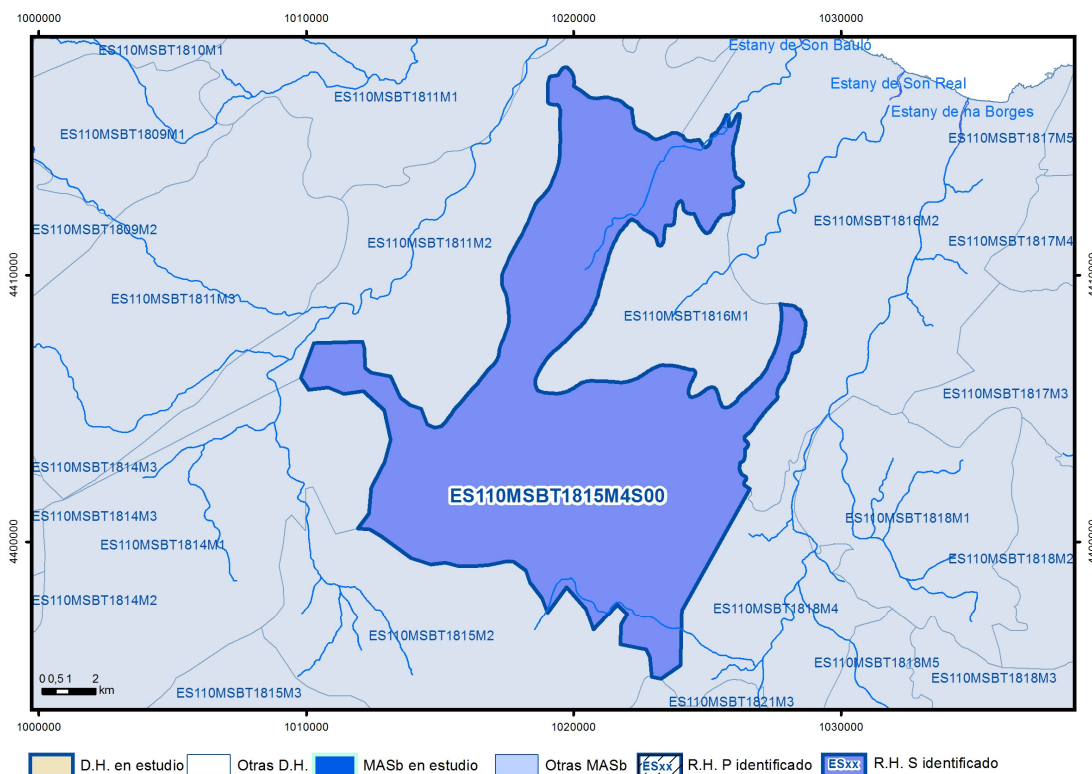 1000000 1010000 1020000 1030000
ES110MSBT1810M1
Estany de Son Bauló
Estany de Son Real
ES110MSBT1811M1
Estany de na Borges
ES110MSBT1809M1
ES110MSBT1817M5
ES110MSBT1816M2
ES110MSBT1809M2
ES110MSBT1811M2
ES110MSBT1817M4
4410000 4410000
ES110MSBT1811M3
ES110MSBT1816M1
ES110MSBT1817M3
ES110MSBT1814M3
ES110MSBT1815M4S00
ES110MSBT1814M3
ES110MSBT1818M1
4400000 4400000
ES110MSBT1814M1
ES110MSBT1818M2
ES110MSBT1814M2
ES110MSBT1818M4
ES110MSBT1815M2
ES110MSBT1818M5
ES110MSBT1818M3
0 0,5 1 2
km
ES110MSBT1815M3
ES110MSBT1821M3
1000000 1010000 1020000 1030000
D.H. en estudio Otras D.H. MASb en estudio Otras MASb ESxx R.H. P identificado ESxx R.H. S identificado